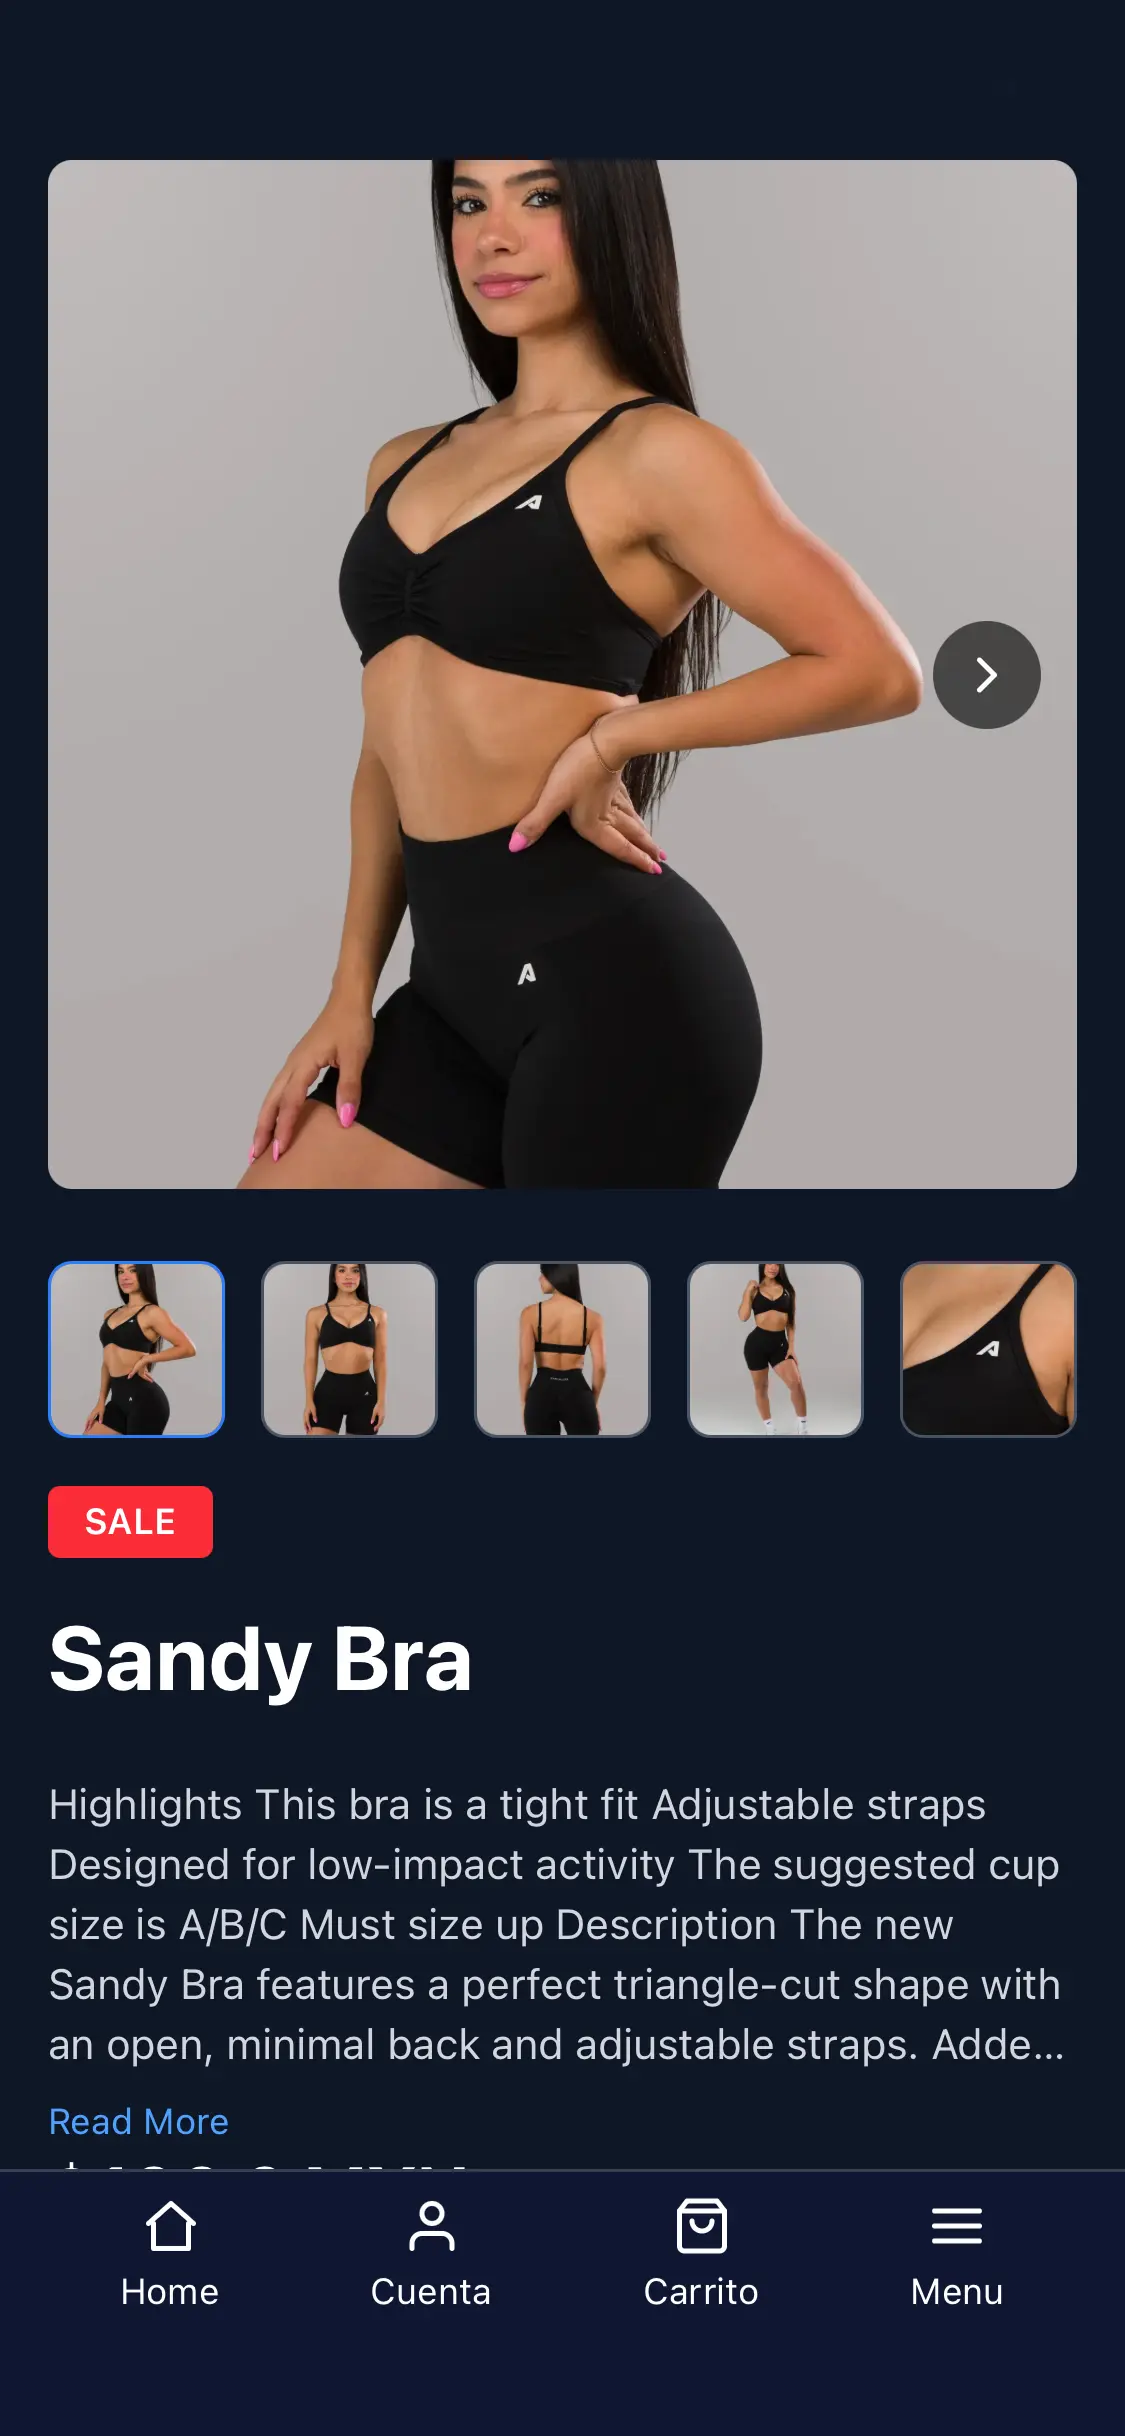 SALE
Sandy Bra
Highlights This bra is a tight fit Adjustable straps
Designed for low-impact activity The suggested cup
size is A/B/C Must size up Description The new
Sandy Bra features a perfect triangle-cut shape with
an open, minimal back and adjustable straps. Adde...
Read More
Home Cuenta Carrito Menu